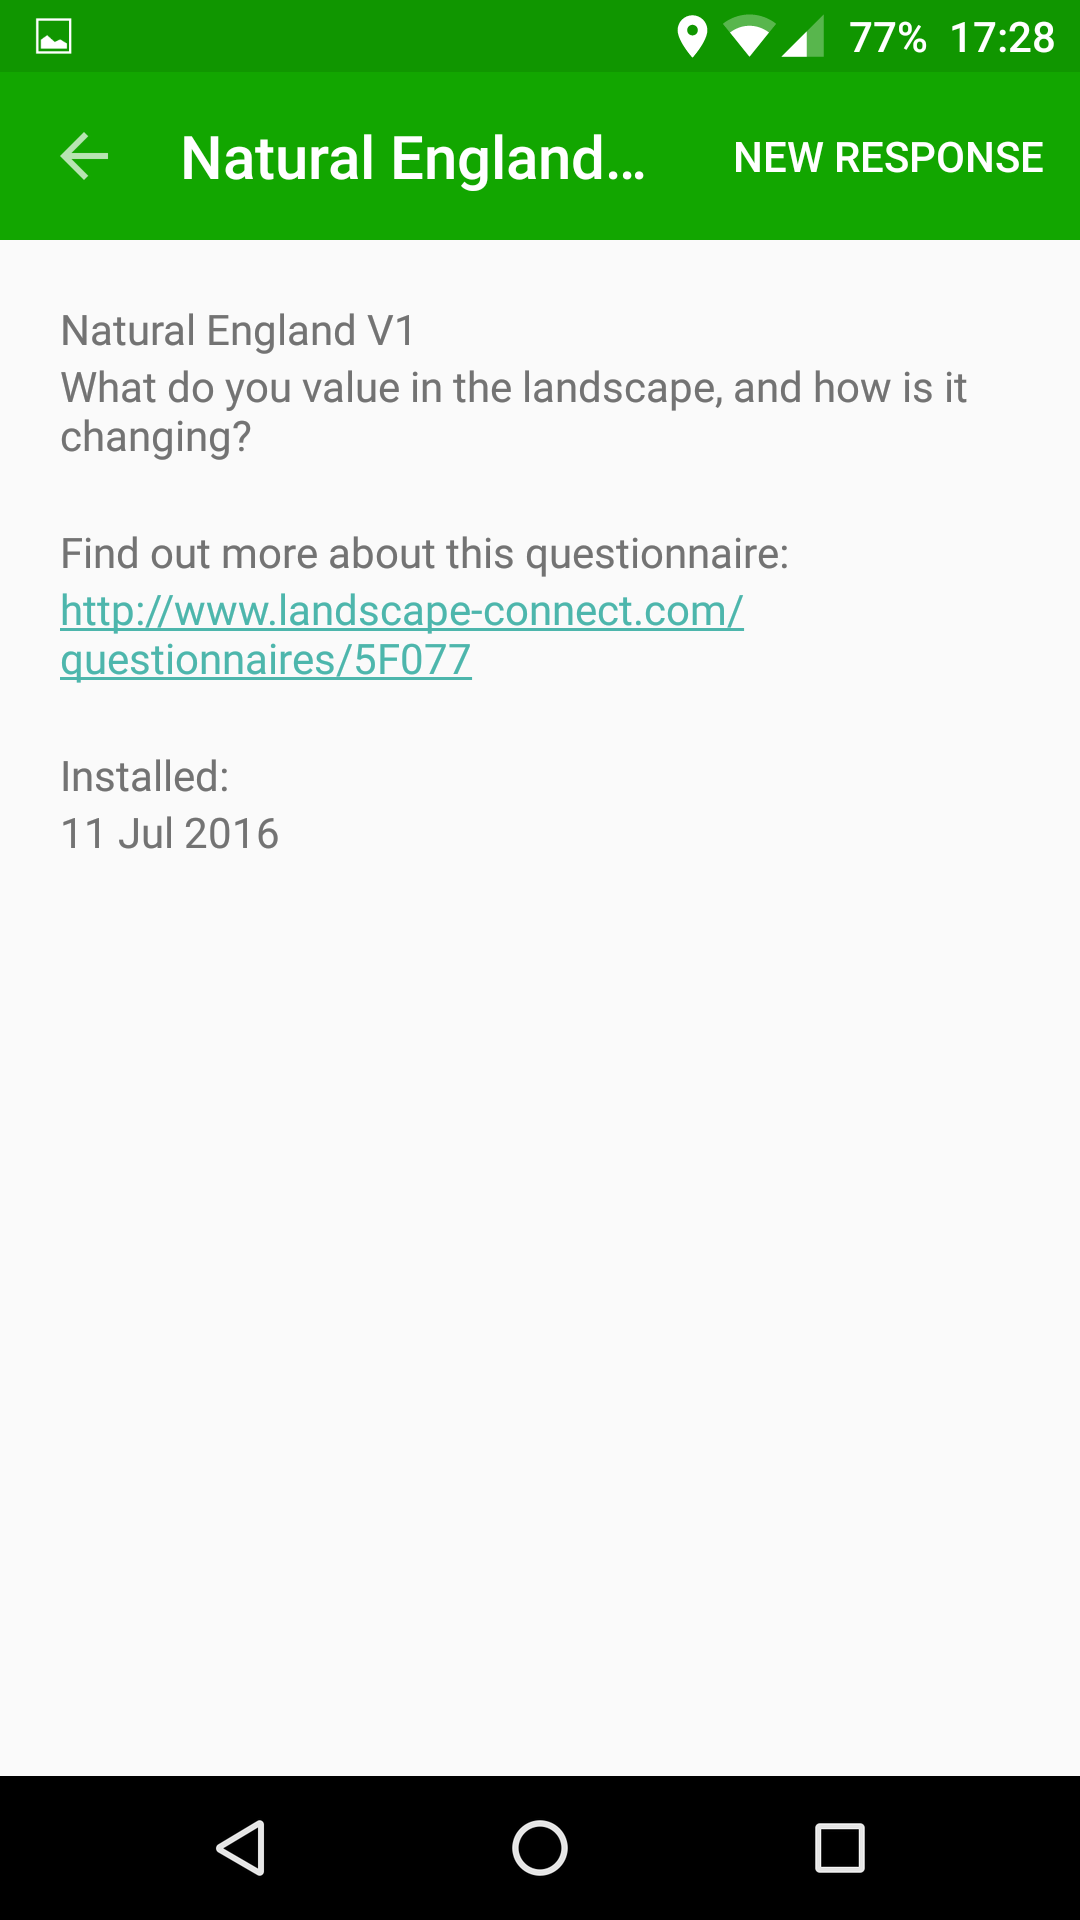 77% 17:28
Natural England... NEW RESPONSE
Natural England V1
What do you value in the landscape, and how is it
changing?
Find out more about this questionnaire:
http://www.landscape-connect.com/
questionnaires/5F077
Installed:
11 Jul 2016